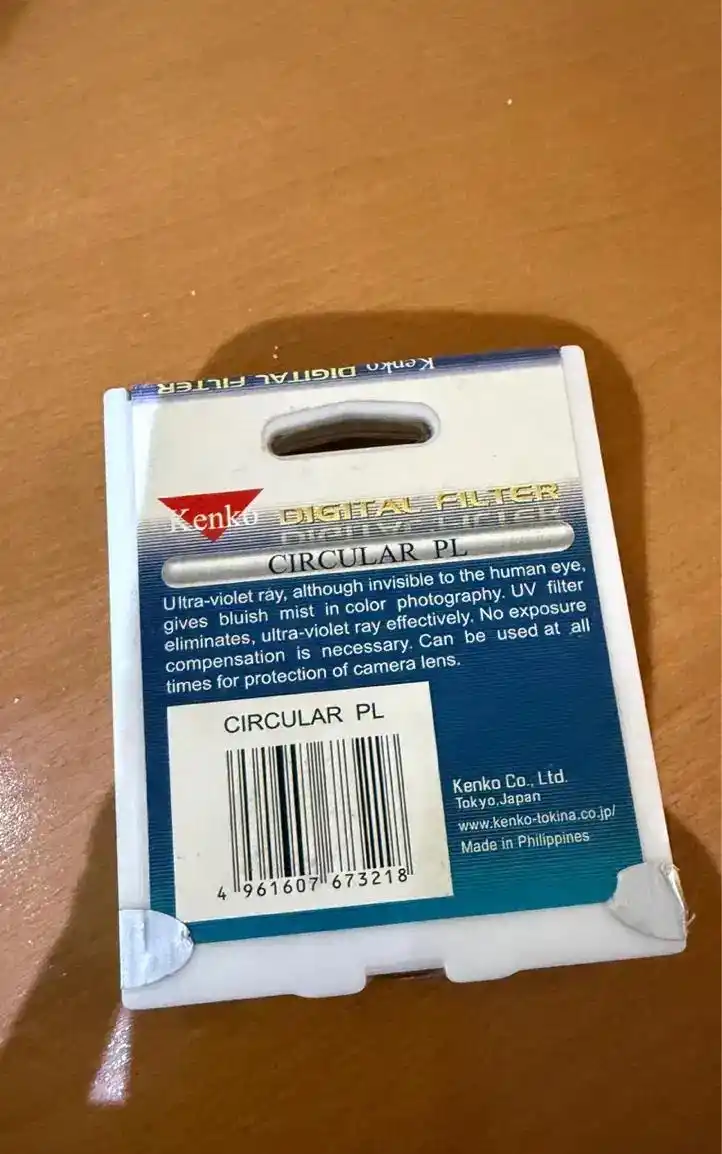 Kenko DIGITAL FILTER
Kenko DIGITAL FILTER
CIRCULAR PL
Ultra-violet ray, although invisible to the human eye,
gives bluish mist in color photography. UV filter
eliminates, ultra-violet ray effectively. No exposure
compensation is necessary. Can be used at all
times for protection of camera lens.
CIRCULAR PL
4 961607 673218
Kenko Co., Ltd.
Tokyo,Japan
www.kenko-tokina.co.jp/
Made in Philippines